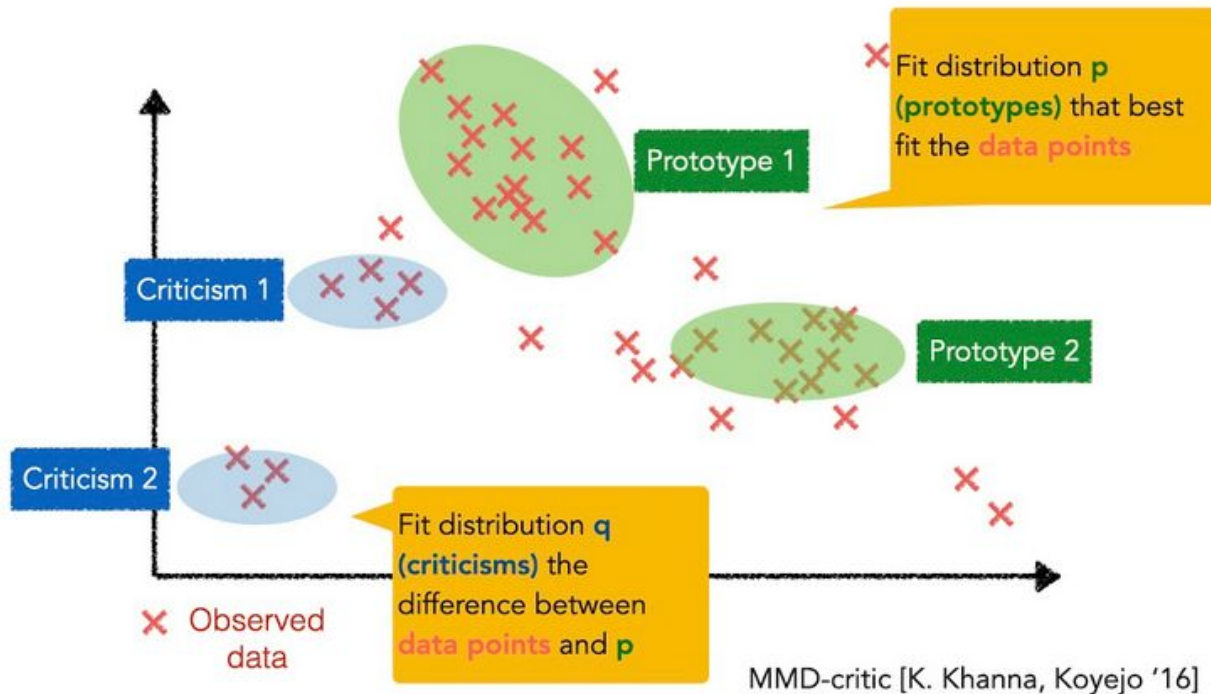 Fit distribution p
(prototypes) that best
fit the data points
Prototype 1
Criticism 1
Prototype 2
Criticism 2
Fit distribution q
(criticisms) the
difference between
data points and p
Observed
data
MMD-critic [K. Khanna, Koyejo ‘16]